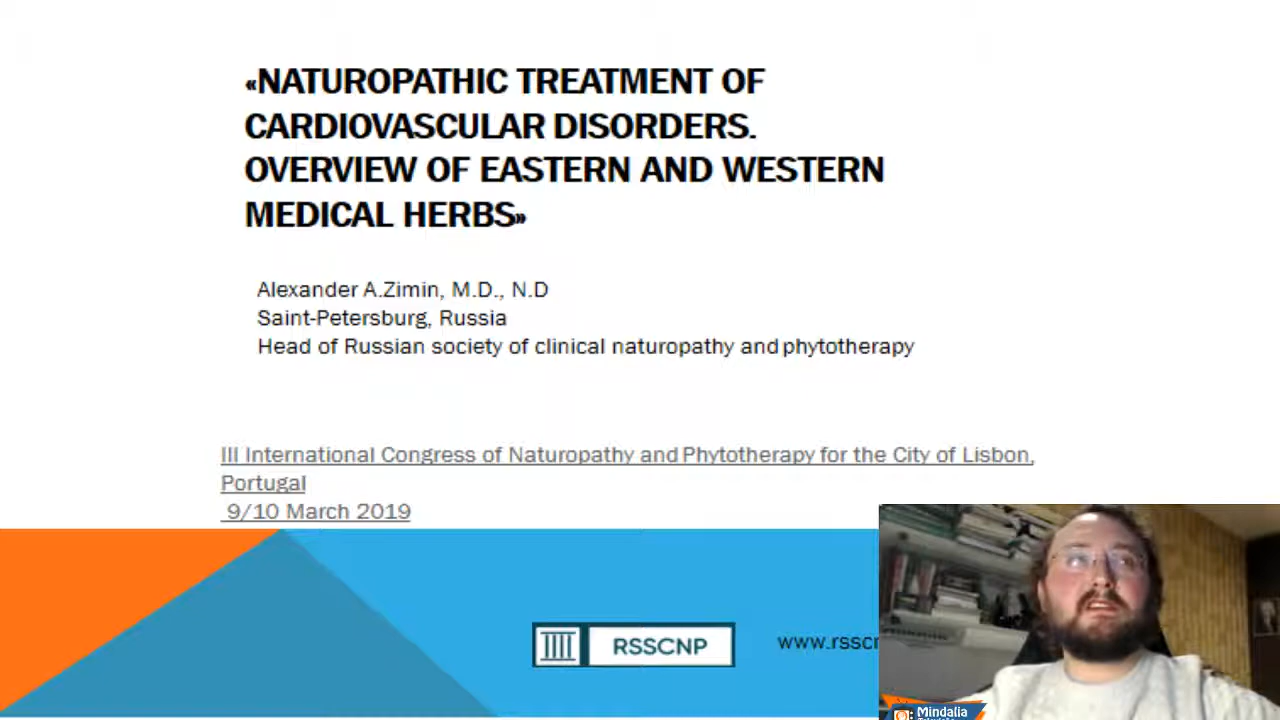 «NATUROPATHIC TREATMENT OF
CARDIOVASCULAR DISORDERS.
OVERVIEW OF EASTERN AND WESTERN
MEDICAL HERBS»
Alexander A.Zimin, M.D., N.D
Saint-Petersburg, Russia
Head of Russian society of clinical naturopathy and phytotherapy
III International Congress of Naturopathy and Phytotherapy for the City of Lisbon,
Portugal
9/10 March 2019
RSSCNP
Mindalia